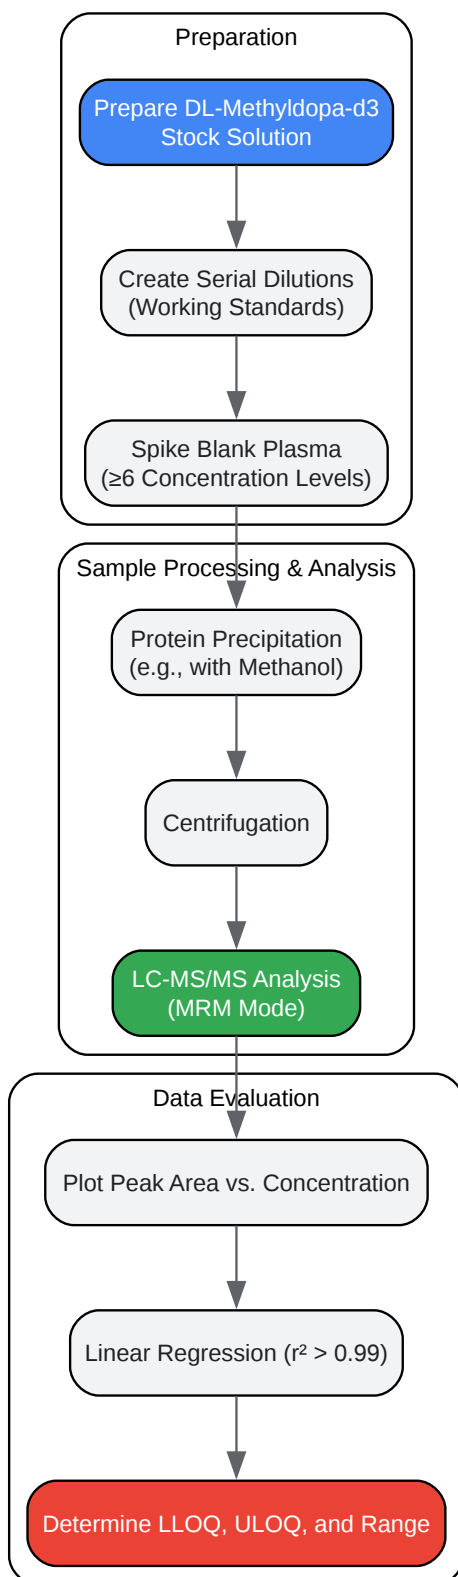 Preparation
Prepare DL-Methyldopa-d3
Stock Solution
Create Serial Dilutions
(Working Standards)
Spike Blank Plasma
(≥6 Concentration Levels)
Sample Processing & Analysis
Protein Precipitation
(e.g., with Methanol)
Centrifugation
LC-MS/MS Analysis
(MRM Mode)
Data Evaluation
Plot Peak Area vs. Concentration
Linear Regression (r² > 0.99)
Determine LLOQ, ULOQ, and Range